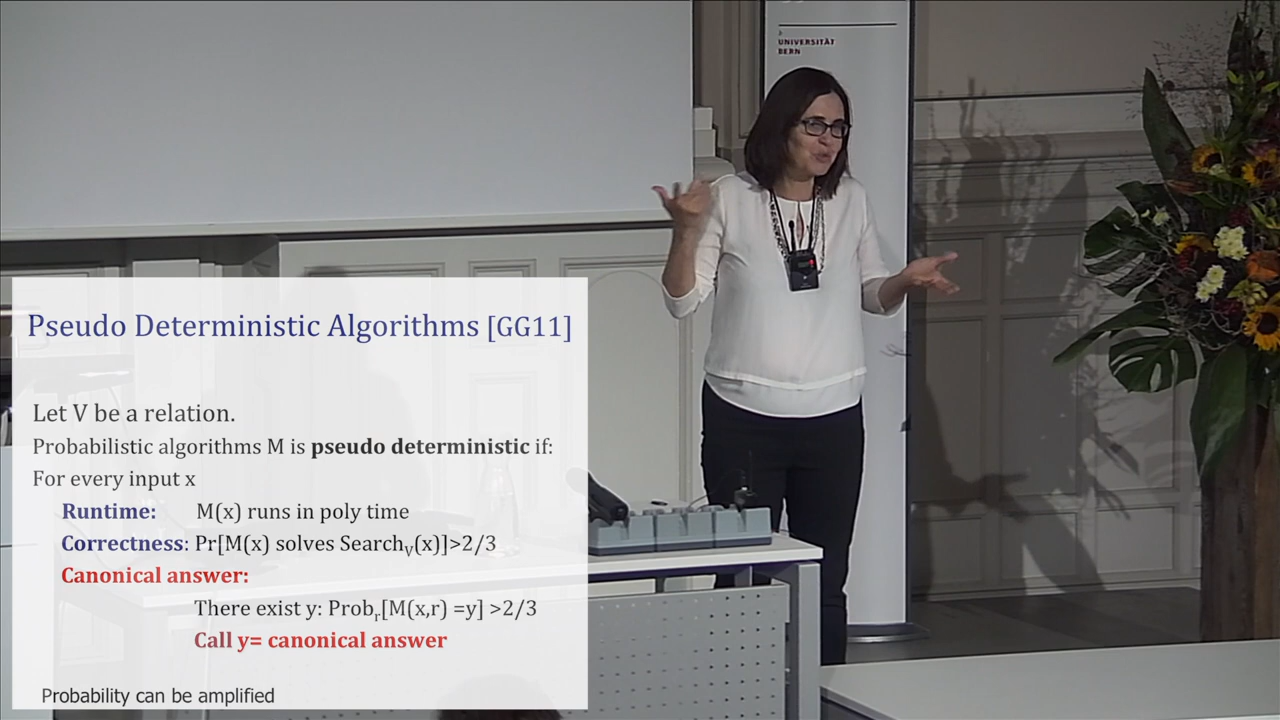 UNIVERSITÄT
BERN
Pseudo Deterministic Algorithms [GG11]
Let V be a relation.
Probabilistic algorithms M is pseudo deterministic if:
For every input x
Runtime: M(x) runs in poly time
Correctness: Pr[M(x) solves Search_V(x)]>2/3
Canonical answer:
There exist y: Prob_r[M(x,r) =y] >2/3
Call y= canonical answer
Probability can be amplified